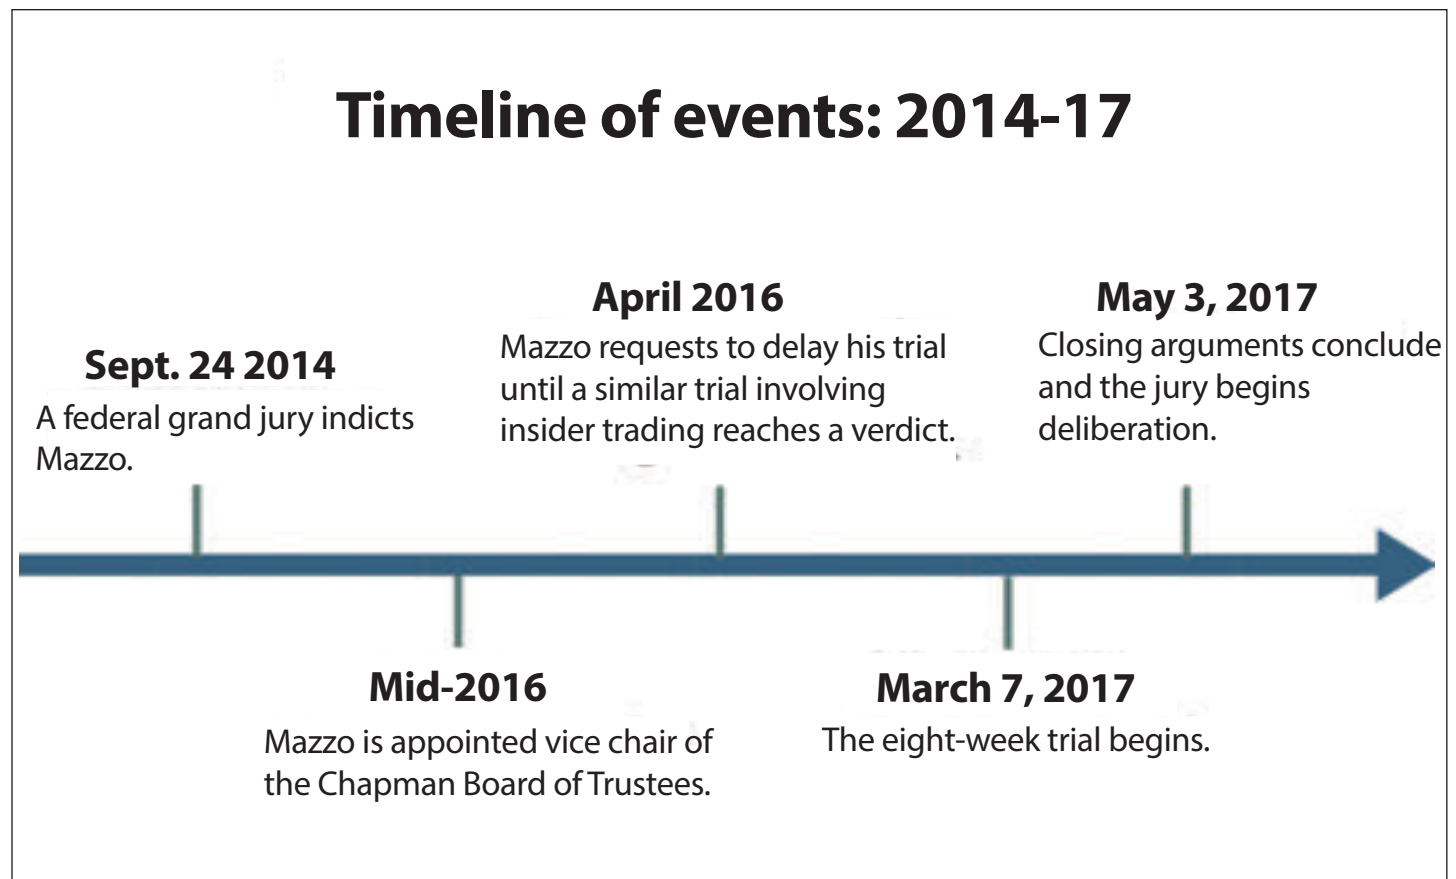 Timeline of events: 2014-17
Sept. 24 2014
A federal grand jury indicts
Mazzo.
Mid-2016
Mazzo is appointed vice chair of
the Chapman Board of Trustees.
April 2016
Mazzo requests to delay his trial
until a similar trial involving
insider trading reaches a verdict.
March 7, 2017
The eight-week trial begins.
May 3, 2017
Closing arguments conclude
and the jury begins
deliberation.